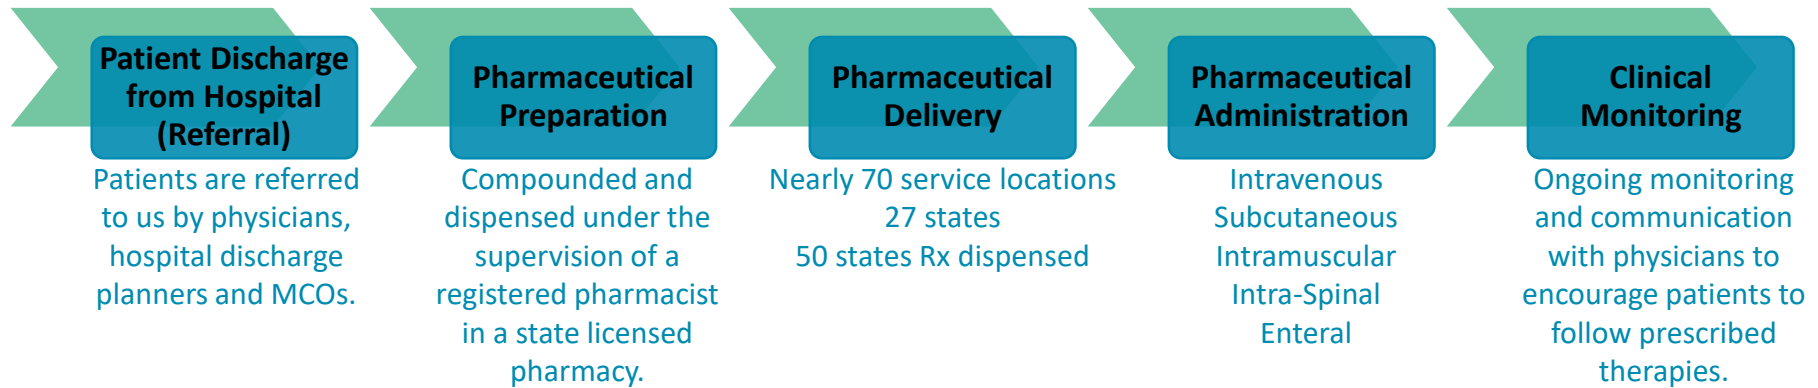 Patient Discharge
from Hospital
(Referral)
Patients are referred
to us by physicians,
hospital discharge
planners and MCOs.
Pharmaceutical
Preparation
Compounded and
dispensed under the
supervision of a
registered pharmacist
in a state licensed
pharmacy.
Pharmaceutical
Delivery
Nearly 70 service locations
27 states
50 states Rx dispensed
Pharmaceutical
Administration
Intravenous
Subcutaneous
Intramuscular
Intra-Spinal
Enteral
Clinical
Monitoring
Ongoing monitoring
and communication
with physicians to
encourage patients to
follow prescribed
therapies.